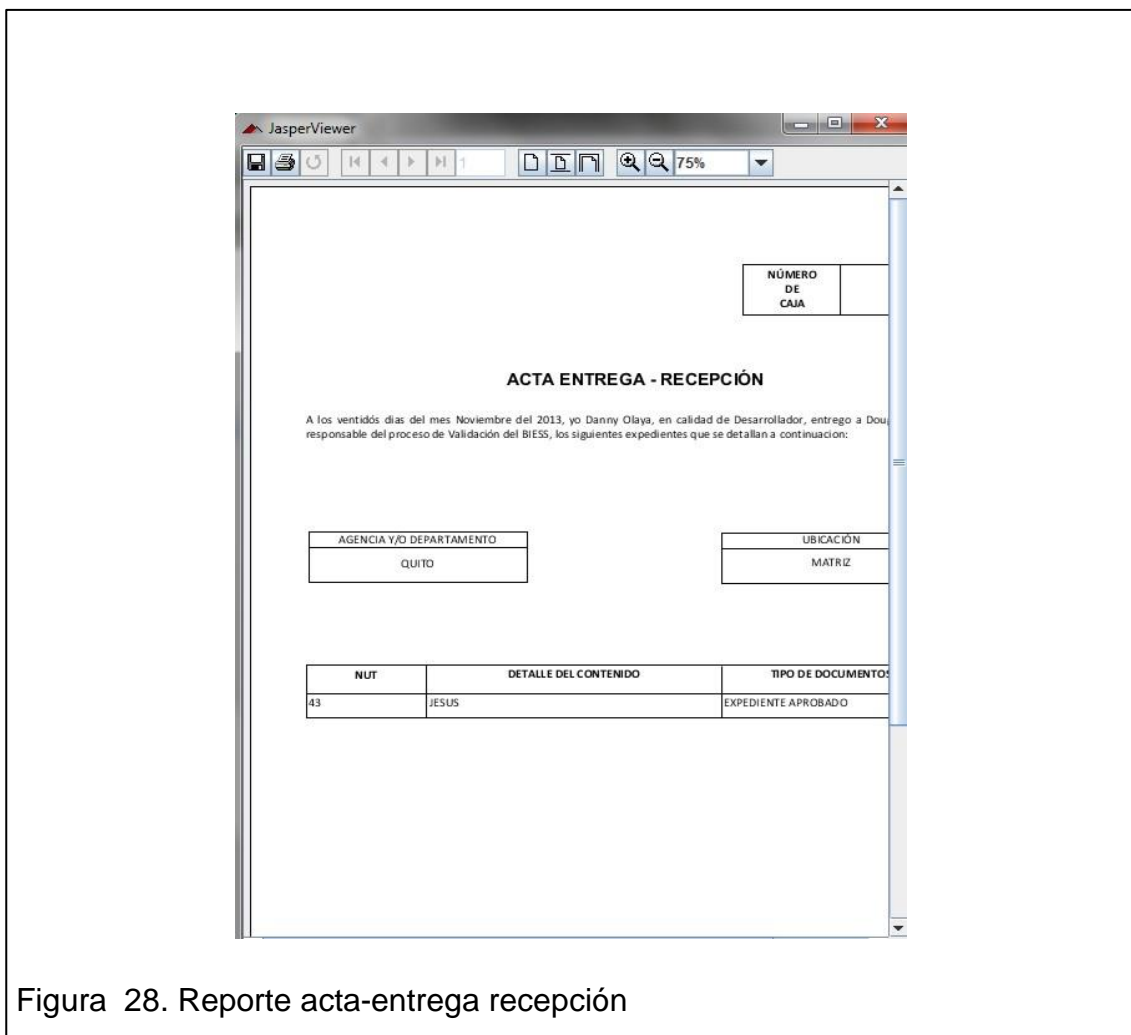 JasperViewer
1
75%
NÚMERO
DE
CAJA
ACTA ENTREGA - RECEPCIÓN
A los ventidós dias del mes Noviembre del 2013, yo Danny Olaya, en calidad de Desarrollador, entrego a
responsable del proceso de Validación del BIESS, los siguientes expedientes que se detallan a continuacion:
AGENCIA Y/O DEPARTAMENTO
UBICACIÓN
QUITO
MATRIZ
NUT
DETALLE DEL CONTENIDO
TIPO DE DOCUMENTOS
43
JESUS
EXPEDIENTE APROBADO
Figura 28. Reporte acta-entrega recepción